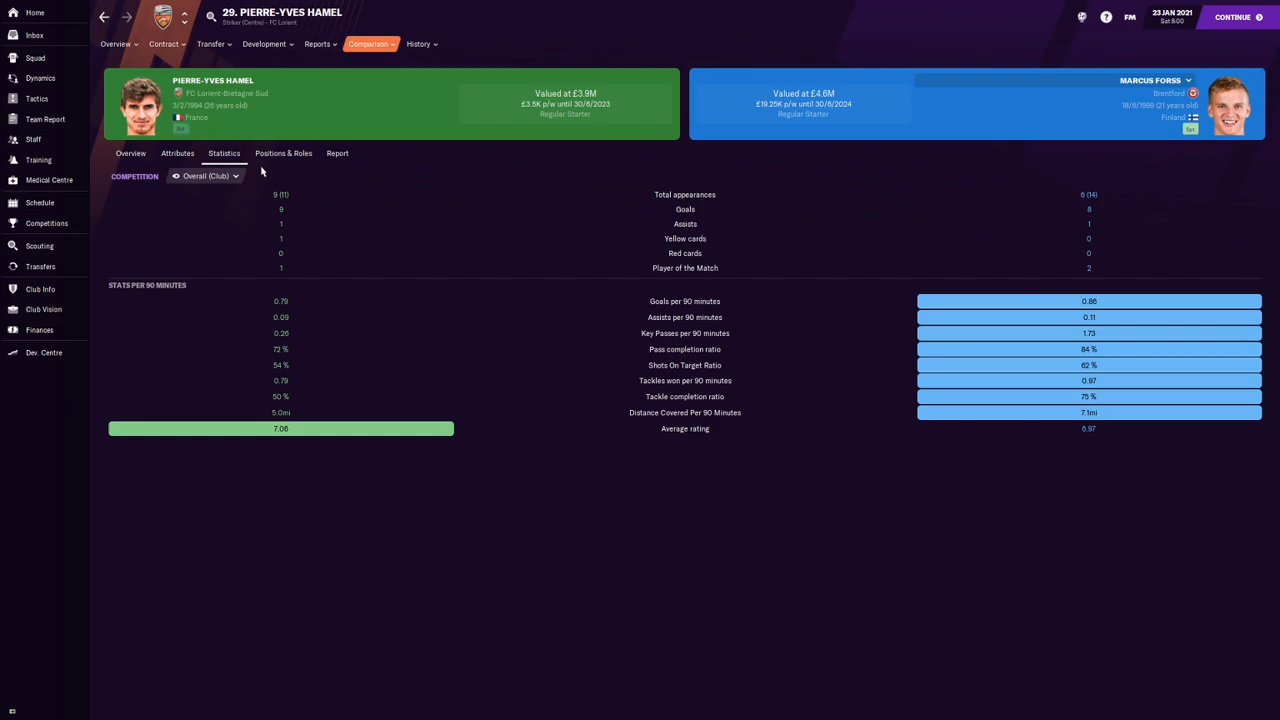 Home
Inbox
Squad
Dynamics
Tactics
Team Report
Staff
Training
Medical Centre
Schedule
Competitions
Scouting
Transfers
Club Info
Club Vision
Finances
Dev. Centre
29. PIERRE-YVES HAMEL
Striker (Centre) - FC Lorient
FM
23 JAN 2021
Sat 8:00
CONTINUE
Overview Contract Transfer Development Reports Comparison History
PIERRE-YVES HAMEL
FC Lorient-Bretagne Sud
3/2/1994 (26 years old)
France
Valued at £3.9M
£3.5K p/w until 30/6/2023
Regular Starter
Valued at £4.6M
£19.25K p/w until 30/6/2024
Regular Starter
MARCUS FORSS
Brentford
18/6/1999 (21 years old)
Finland
Spt
Overview Attributes Statistics Positions & Roles Report
COMPETITION Overall (Club)
9 (11) Total appearances 6 (14)
9 Goals 8
1 Assists 1
1 Yellow cards 0
0 Red cards 0
1 Player of the Match 2
STATS PER 90 MINUTES
0.79 Goals per 90 minutes 0.86
0.09 Assists per 90 minutes 0.11
0.26 Key Passes per 90 minutes 1.73
72 % Pass completion ratio 84 %
54 % Shots On Target Ratio 62 %
0.79 Tackles won per 90 minutes 0.97
50 % Tackle completion ratio 75 %
5.0mi Distance Covered Per 90 Minutes 7.1mi
7.06 Average rating 6.97